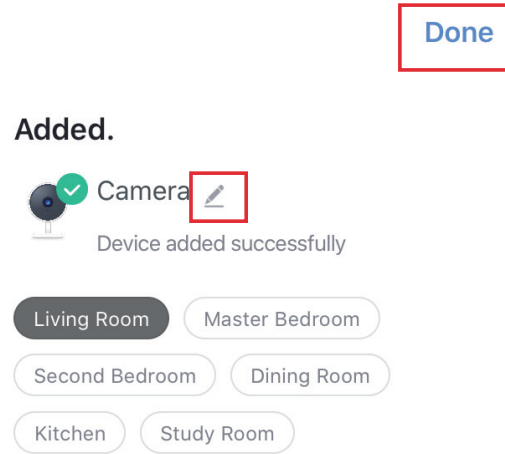 Done
Added.
Camera
Device added successfully
Living Room Master Bedroom
Second Bedroom Dining Room
Kitchen Study Room